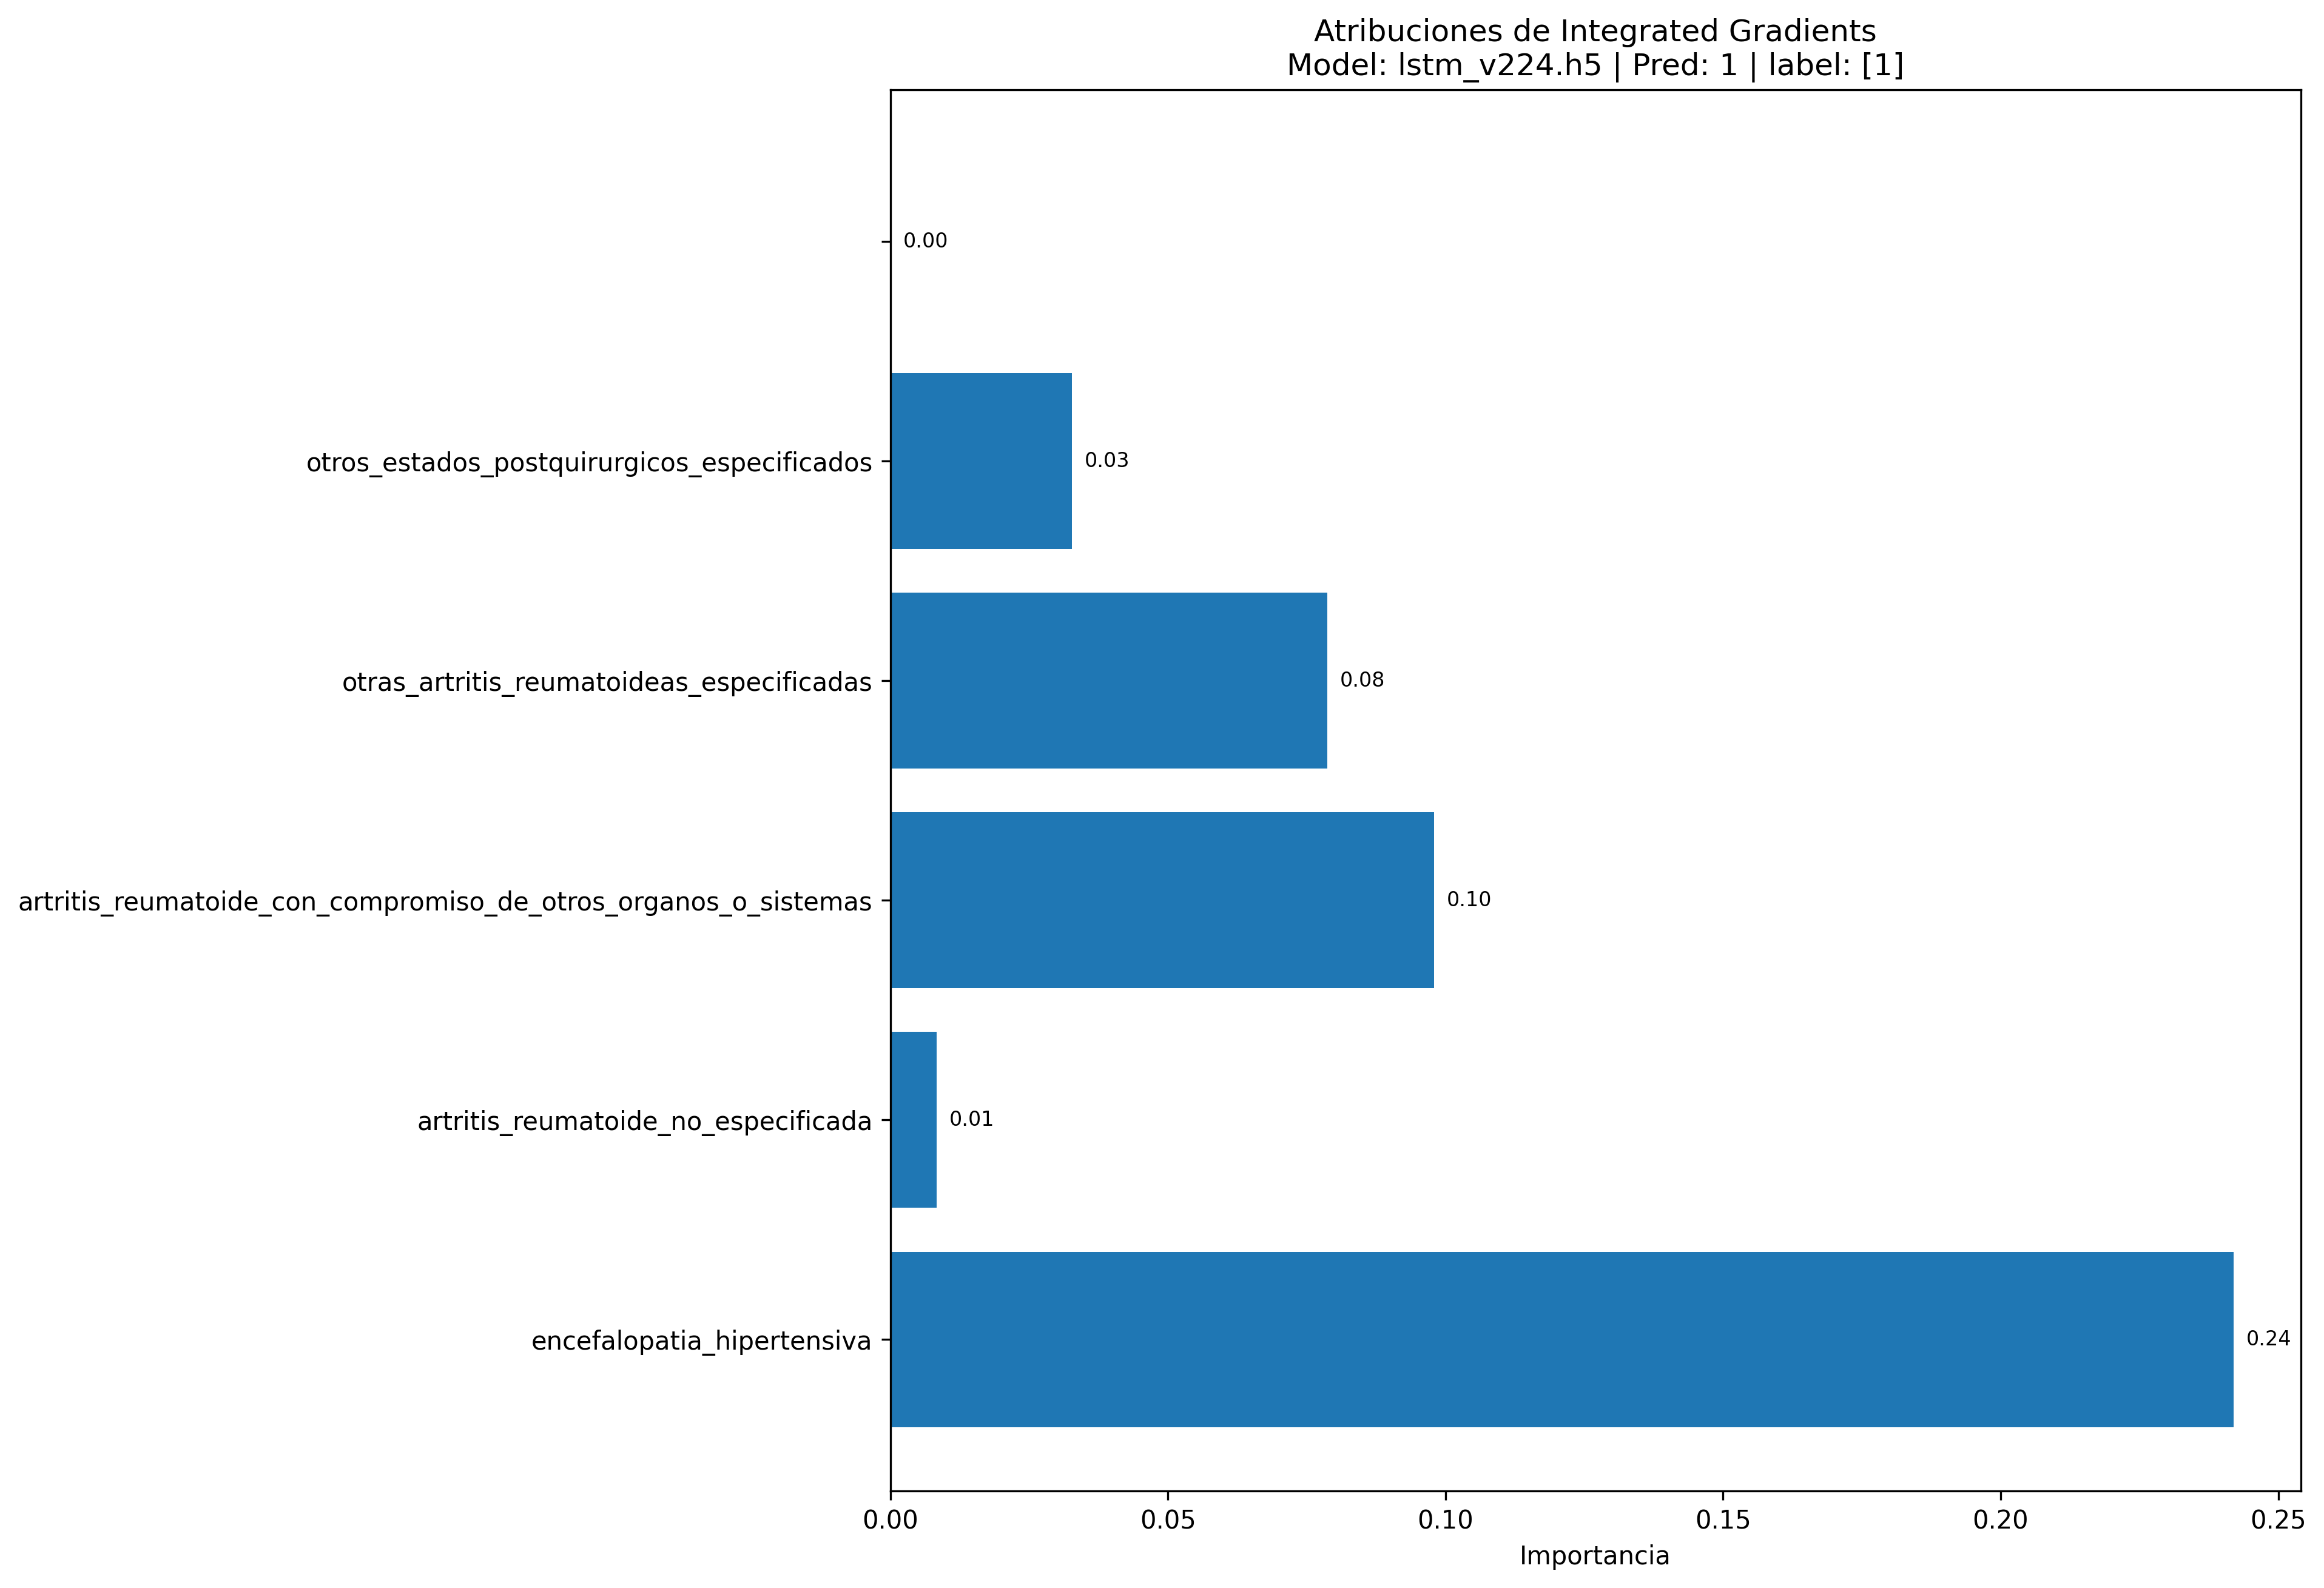 Atribuciones de Integrated Gradients
Model: lstm_v224.h5 | Pred: 1 | label: [1]
0.00
otros_estados_postquirurgicos_especificados
0.03
otras_artritis_reumatoideas_especificadas
0.08
artritis_reumatoide_con_compromiso_de_otros_organos_o_sistemas
0.10
artritis_reumatoide_no_especificada
0.01
encefalopatia_hipertensiva
0.24
0.00 0.05 0.10 0.15 0.20 0.25
Importancia